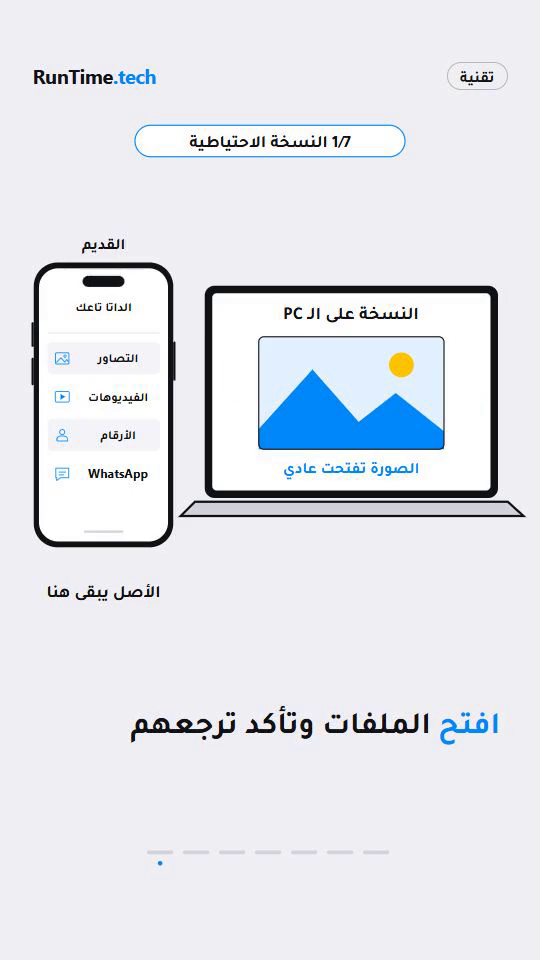 RunTime.tech
تقنية
1/7 النسخة الاحتياطية
القديم
الداتا تاعك
التصاور
الفيديوهات
الأرقام
WhatsApp
النسخة على الـ PC
الصورة تفتحت عادي
الأصل يبقى هنا
افتح الملفات وتأكد ترجعهم